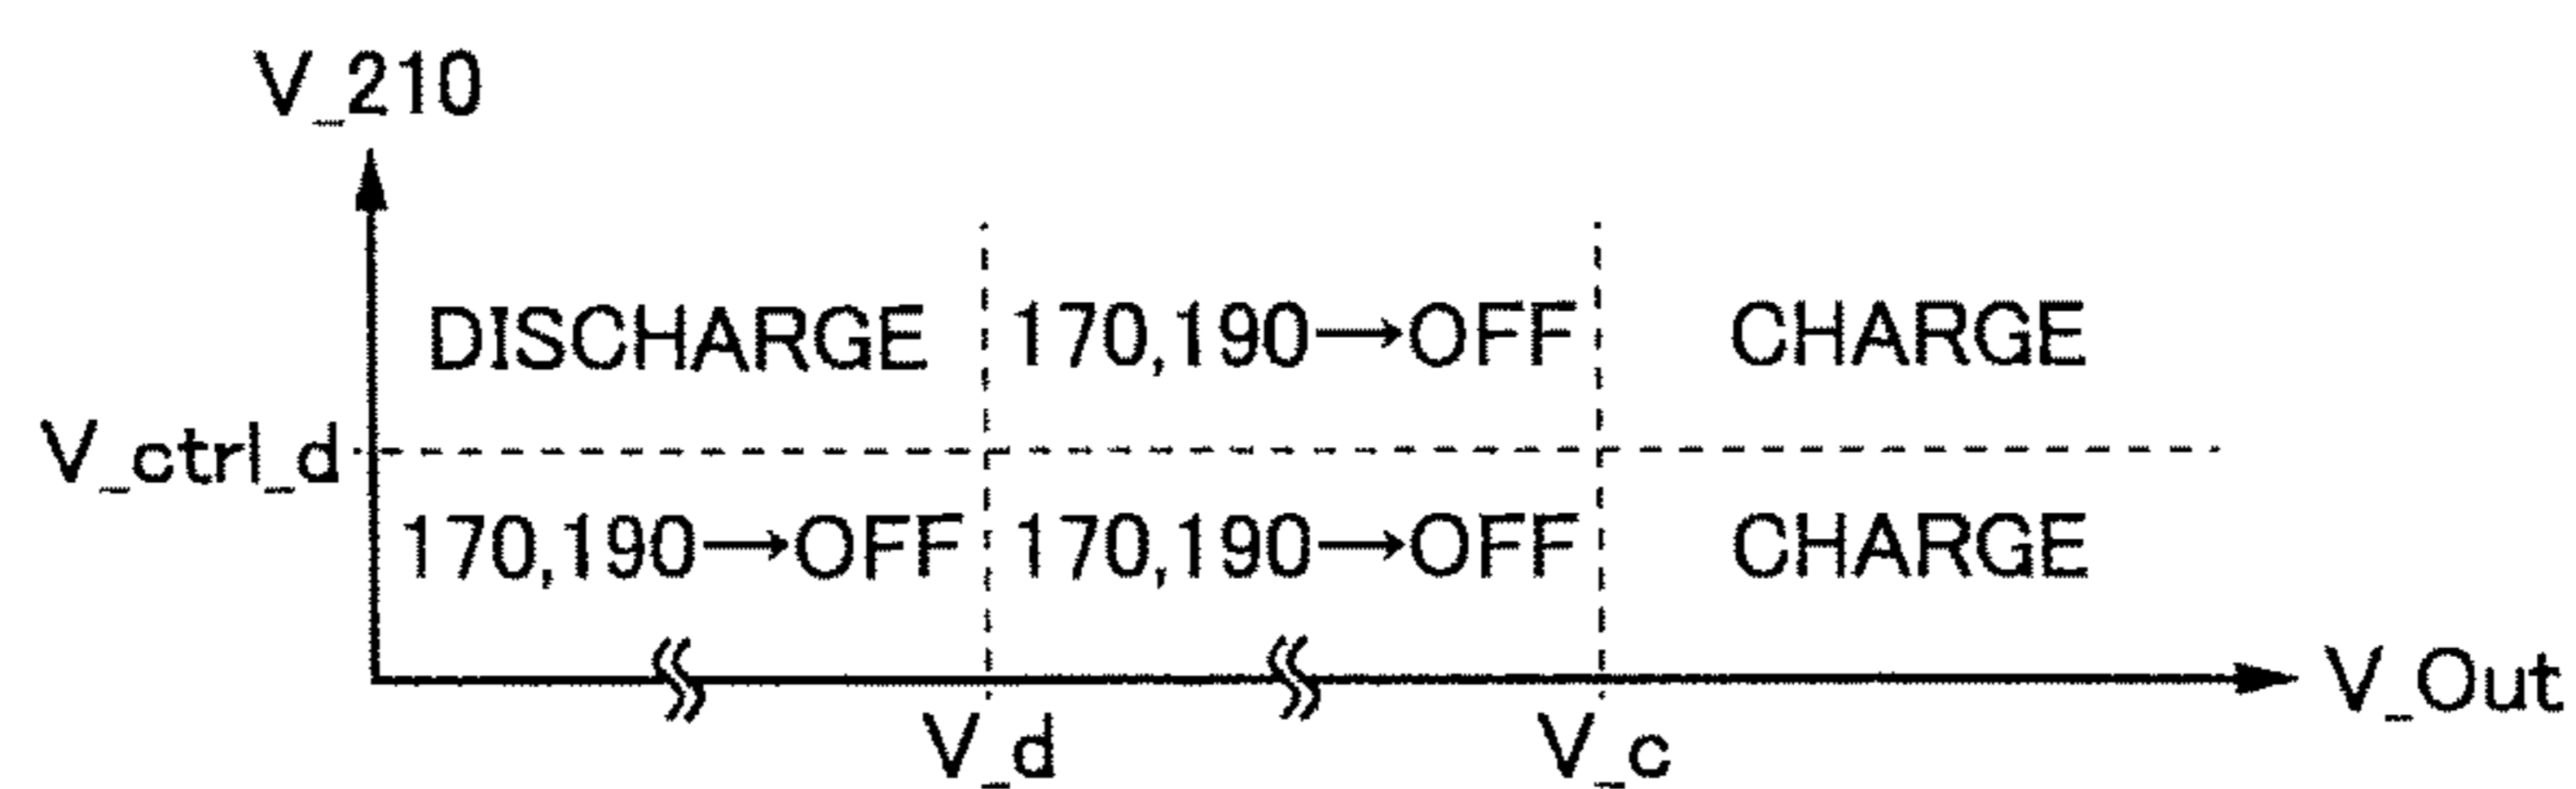 V_210
DISCHARGE 170,190→OFF CHARGE
V_ctrl_d
170,190→OFF 170,190→OFF CHARGE
V_Out
V_d V_c